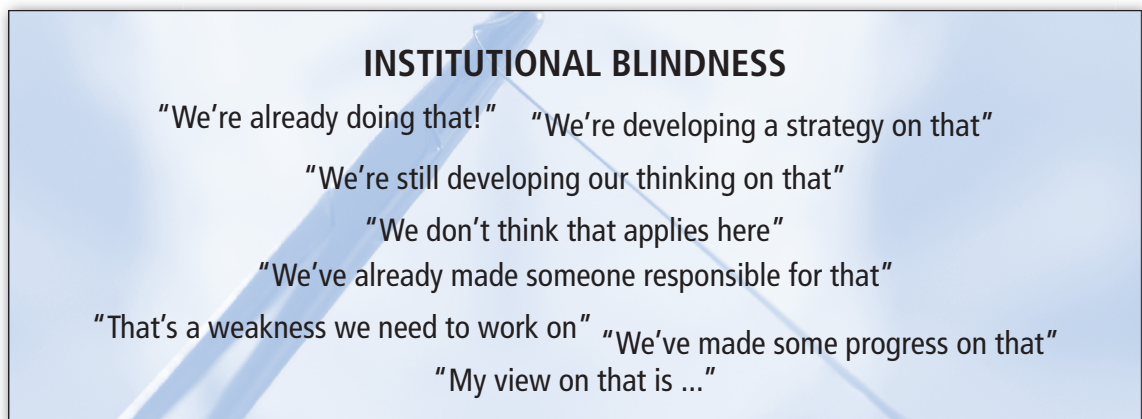 INSTITUTIONAL BLINDNESS
“We’re already doing that!”
“We’re developing a strategy on that”
“We’re still developing our thinking on that”
“We don’t think that applies here”
“We’ve already made someone responsible for that”
“That’s a weakness we need to work on”
“We’ve made some progress on that”
“My view on that is ...”